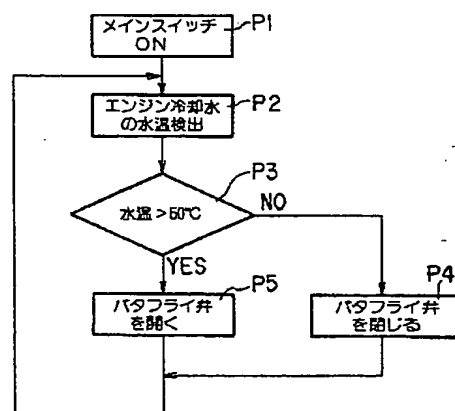 メインスイッチ
ON
P1
エンジン冷却水
の水温検出
P2
P3
水温>50℃
NO
YES
P5
バタフライ弁
を開く
P4
バタフライ弁
を閉じる